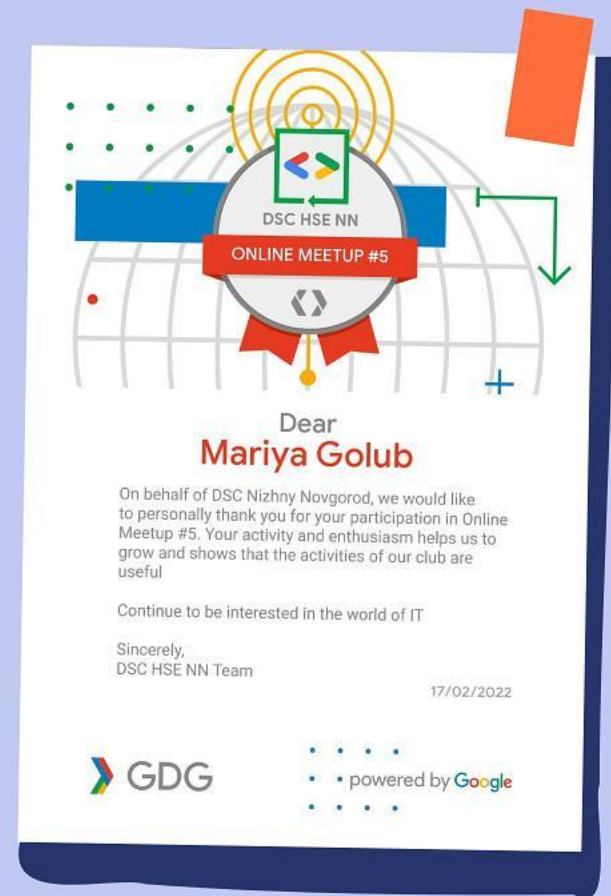 DSC HSE NN
ONLINE MEETUP #5
Dear
Mariya Golub
On behalf of DSC Nizhny Novgorod, we would like
to personally thank you for your participation in Online
Meetup #5. Your activity and enthusiasm helps us to
grow and shows that the activities of our club are
useful
Continue to be interested in the world of IT
Sincerely,
DSC HSE NN Team
17/02/2022
GDG
powered by Google